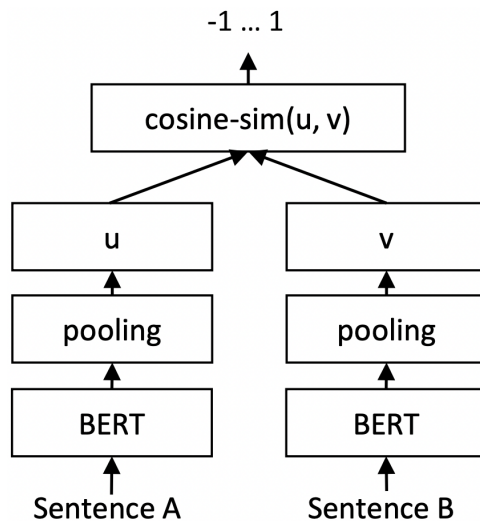 -1 … 1
cosine-sim(u, v)
u v
pooling pooling
BERT BERT
Sentence A Sentence B